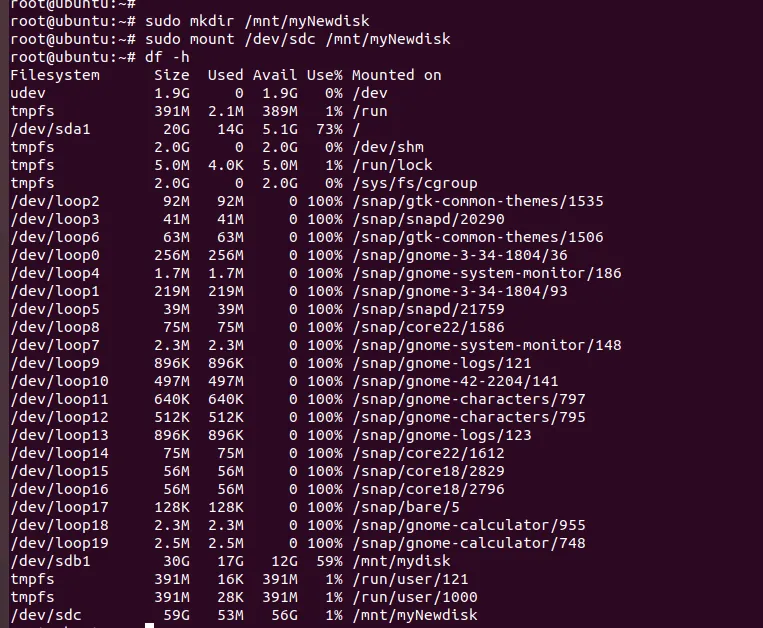 root@ubuntu:~#
root@ubuntu:~# sudo mkdir /mnt/myNewdisk
root@ubuntu:~# sudo mount /dev/sdc /mnt/myNewdisk
root@ubuntu:~# df -h
Filesystem      Size  Used Avail Use% Mounted on
udev            1.9G     0  1.9G   0% /dev
tmpfs           391M  2.1M  389M   1% /run
/dev/sda1        20G   14G  5.1G  73% /
tmpfs           2.0G     0  2.0G   0% /dev/shm
tmpfs           5.0M  4.0K  5.0M   1% /run/lock
tmpfs           2.0G     0  2.0G   0% /sys/fs/cgroup
/dev/loop2       92M   92M     0 100% /snap/gtk-common-themes/1535
/dev/loop3       41M   41M     0 100% /snap/snapd/20290
/dev/loop6       63M   63M     0 100% /snap/gtk-common-themes/1506
/dev/loop0      256M  256M     0 100% /snap/gnome-3-34-1804/36
/dev/loop4      1.7M  1.7M     0 100% /snap/gnome-system-monitor/186
/dev/loop1      219M  219M     0 100% /snap/gnome-3-34-1804/93
/dev/loop5       39M   39M     0 100% /snap/snapd/21759
/dev/loop8       75M   75M     0 100% /snap/core22/1586
/dev/loop7      2.3M  2.3M     0 100% /snap/gnome-system-monitor/148
/dev/loop9      896K  896K     0 100% /snap/gnome-logs/121
/dev/loop10     497M  497M     0 100% /snap/gnome-42-2204/141
/dev/loop11     640K  640K     0 100% /snap/gnome-characters/797
/dev/loop12     512K  512K     0 100% /snap/gnome-characters/795
/dev/loop13     896K  896K     0 100% /snap/gnome-logs/123
/dev/loop14      75M   75M     0 100% /snap/core22/1612
/dev/loop15      56M   56M     0 100% /snap/core18/2829
/dev/loop16      56M   56M     0 100% /snap/core18/2796
/dev/loop17     128K  128K     0 100% /snap/bare/5
/dev/loop18     2.3M  2.3M     0 100% /snap/gnome-calculator/955
/dev/loop19     2.5M  2.5M     0 100% /snap/gnome-calculator/748
/dev/sdb1        30G   17G   12G  59% /mnt/mydisk
tmpfs           391M   16K  391M   1% /run/user/121
tmpfs           391M   28K  391M   1% /run/user/1000
/dev/sdc         59G   53M   56G   1% /mnt/myNewdisk